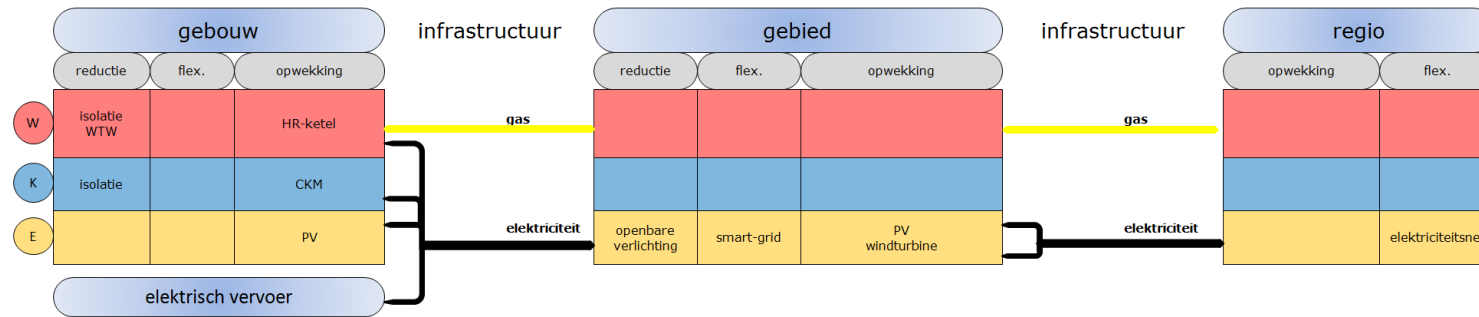 gebouw infrastructuur gebied infrastructuur regio
reductie flex. opwekking reductie flex. opwekking opwekking flex.
W isolatie WTW HR-ketel gas gas
K isolatie CKM
E PV elektriciteit openbare verlichting smart-grid PV windturbine elektriciteit elektriciteitsne
elektrisch vervoer